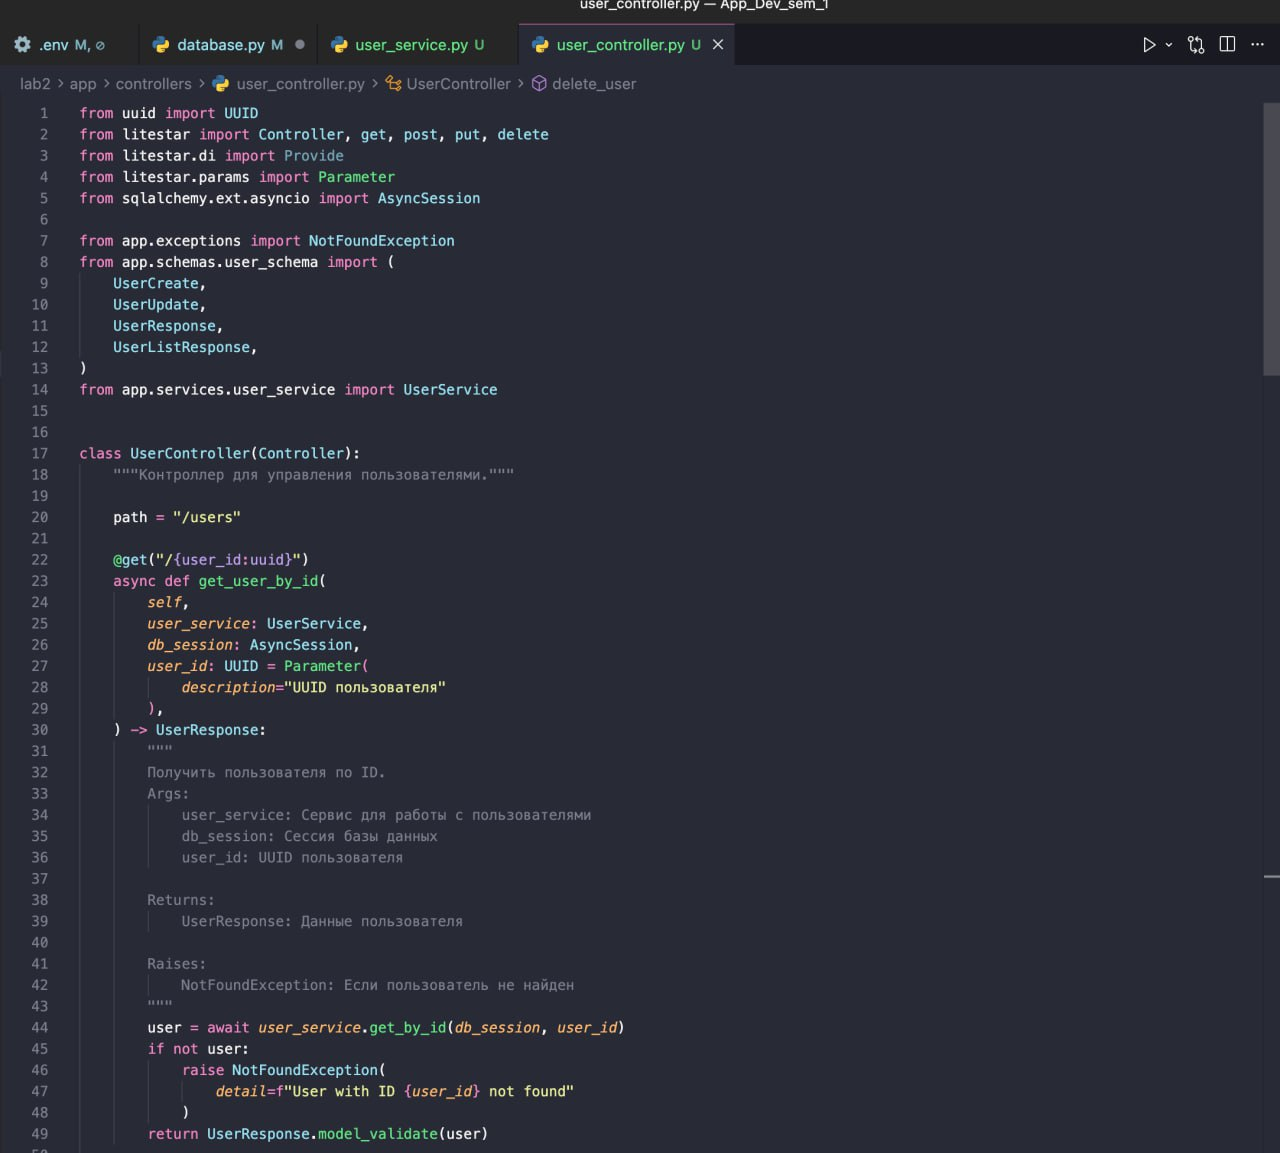 user_controller.py — App_Dev_sem_1
.env M, database.py M user_service.py U user_controller.py U
lab2 > app > controllers > user_controller.py > UserController > delete_user
1 from uuid import UUID
2 from litestar import Controller, get, post, put, delete
3 from litestar.di import Provide
4 from litestar.params import Parameter
5 from sqlalchemy.ext.asyncio import AsyncSession
6
7 from app.exceptions import NotFoundException
8 from app.schemas.user_schema import (
9 UserCreate,
10 UserUpdate,
11 UserResponse,
12 UserListResponse,
13 )
14 from app.services.user_service import UserService
15
16
17 class UserController(Controller):
18 """Контроллер для управления пользователями."""
19
20 path = "/users"
21
22 @get("/{user_id:uuid}")
23 async def get_user_by_id(
24 self,
25 user_service: UserService,
26 db_session: AsyncSession,
27 user_id: UUID = Parameter(
28 description="UUID пользователя"
29 ),
30 ) -> UserResponse:
31 """
32 Получить пользователя по ID.
33 Args:
34 user_service: Сервис для работы с пользователями
35 db_session: Сессия базы данных
36 user_id: UUID пользователя
37
38 Returns:
39 UserResponse: Данные пользователя
40
41 Raises:
42 NotFoundException: Если пользователь не найден
43 """
44 user = await user_service.get_by_id(db_session, user_id)
45 if not user:
46 raise NotFoundException(
47 detail=f"User with ID {user_id} not found"
48 )
49 return UserResponse.model_validate(user)